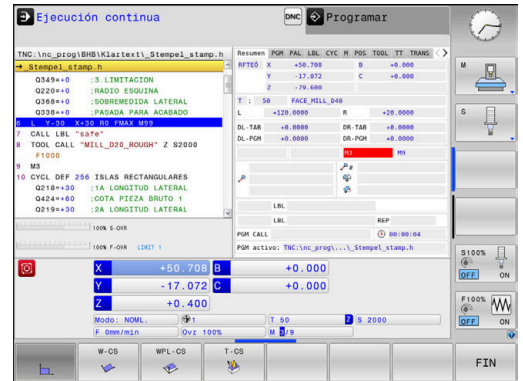 Ejecución continua
DNC
Programar
TNC:\nc_prog\BHB\Klartext\_Stempel_stamp.h
→_Stempel_stamp.h
Q349=+0 ;3.LIMITACION
Q220=+0 ;RADIO ESQUINA
Q368=+0 ;SOBREMEDIDA LATERAL
Q338=+0 ;PASADA PARA ACABADO
6 L Y-30 X+30 R0 FMAX M99
7 CALL LBL "safe"
8 TOOL CALL "MILL_D20_ROUGH" Z S2000
F1000
9 M3
10 CYCL DEF 256 ISLAS RECTANGULARES
Q218=+30 ;1A LONGITUD LATERAL
Q424=+60 ;COTA PIEZA BRUTO 1
Q219=+30 ;2A LONGITUD LATERAL
100% S-OVR
100% F-OVR LIMIT 1
Resumen PGM PAL LBL CYC M POS TOOL TT TRANS
RFTEÓ X +50.708 B +0.000
Y -17.072 C +0.000
Z -79.600
T : 50 FACE_MILL_D40
L +120.0000 R +20.0000
DL-TAB +0.0000 DR-TAB +0.0000
DL-PGM +0.0000 DR-PGM +0.0000
M3 M9
P P#
LBL
LBL REP
PGM CALL 00:00:04
PGM activo: TNC:\nc_prog\...\_Stempel_stamp.h
X +50.708 B +0.000
Y -17.072 C +0.000
Z +0.400
Modo: NOML. 1 T 50 Z S 2000
F 0mm/min Ovr 100% M 5/9
M
S
S100%
OFF ON
F100%
OFF ON
W-CS WPL-CS T-CS
FIN